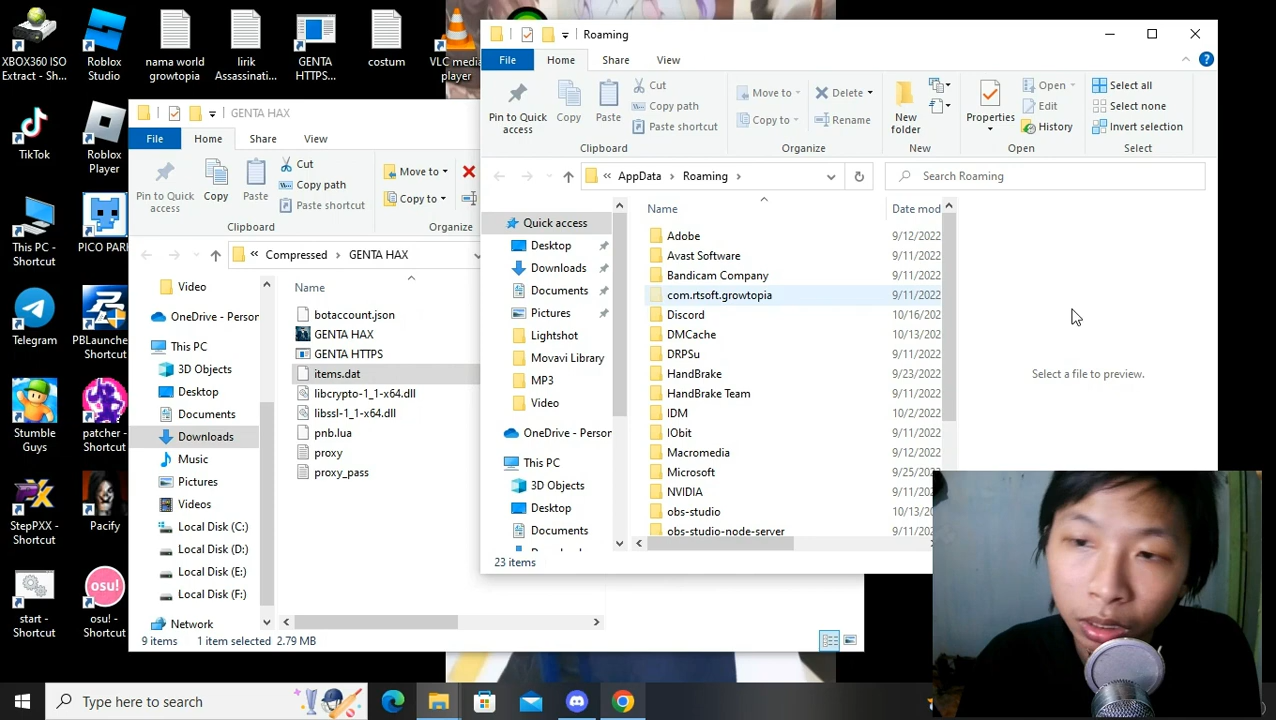 XBOX360 ISO
Extract - Sh...
Roblox
Studio
nama world
growtopia
lirik
Assassinati...
GENTA
HTTPS...
costum
VLC media
player
TikTok
Roblox
Player
This PC -
Shortcut
PICO PARK
Telegram
PBLauncher
Shortcut
Stumble
Guys
patcher -
Shortcut
StepPXX -
Shortcut
Pacify
start -
Shortcut
osu!
osu! -
Shortcut
GENTA HAX
File
Home
Share
View
Pin to Quick
access
Copy
Paste
Cut
Copy path
Paste shortcut
Clipboard
Move to
Copy to
Organize
Compressed
GENTA HAX
Video
OneDrive - Person
This PC
3D Objects
Desktop
Documents
Downloads
Music
Pictures
Videos
Local Disk (C:)
Local Disk (D:)
Local Disk (E:)
Local Disk (F:)
Network
Name
botaccount.json
GENTA HAX
GENTA HTTPS
items.dat
libcrypto-1_1-x64.dll
libssl-1_1-x64.dll
pnb.lua
proxy
proxy_pass
9 items
1 item selected 2.79 MB
Roaming
File
Home
Share
View
Pin to Quick
access
Copy
Paste
Cut
Copy path
Paste shortcut
Clipboard
Move to
Copy to
Delete
Rename
Organize
New
folder
New
Properties
Open
Edit
History
Open
Select all
Select none
Invert selection
Select
AppData
Roaming
Search Roaming
Quick access
Desktop
Downloads
Documents
Pictures
Lightshot
Movavi Library
MP3
Video
OneDrive - Person
This PC
3D Objects
Desktop
Documents
Name
Date mod
Adobe 9/12/2022
Avast Software 9/11/2022
Bandicam Company 9/11/2022
com.rtsoft.growtopia 9/11/2022
Discord 10/16/202
DMCache 10/13/202
DRPSu 9/11/2022
HandBrake 9/23/2022
HandBrake Team 9/11/2022
IDM 10/2/2022
IObit 9/11/2022
Macromedia 9/12/2022
Microsoft 9/25/2022
NVIDIA 9/11/2022
obs-studio 10/13/202
obs-studio-node-server 9/11/2022
Select a file to preview.
23 items
Type here to search